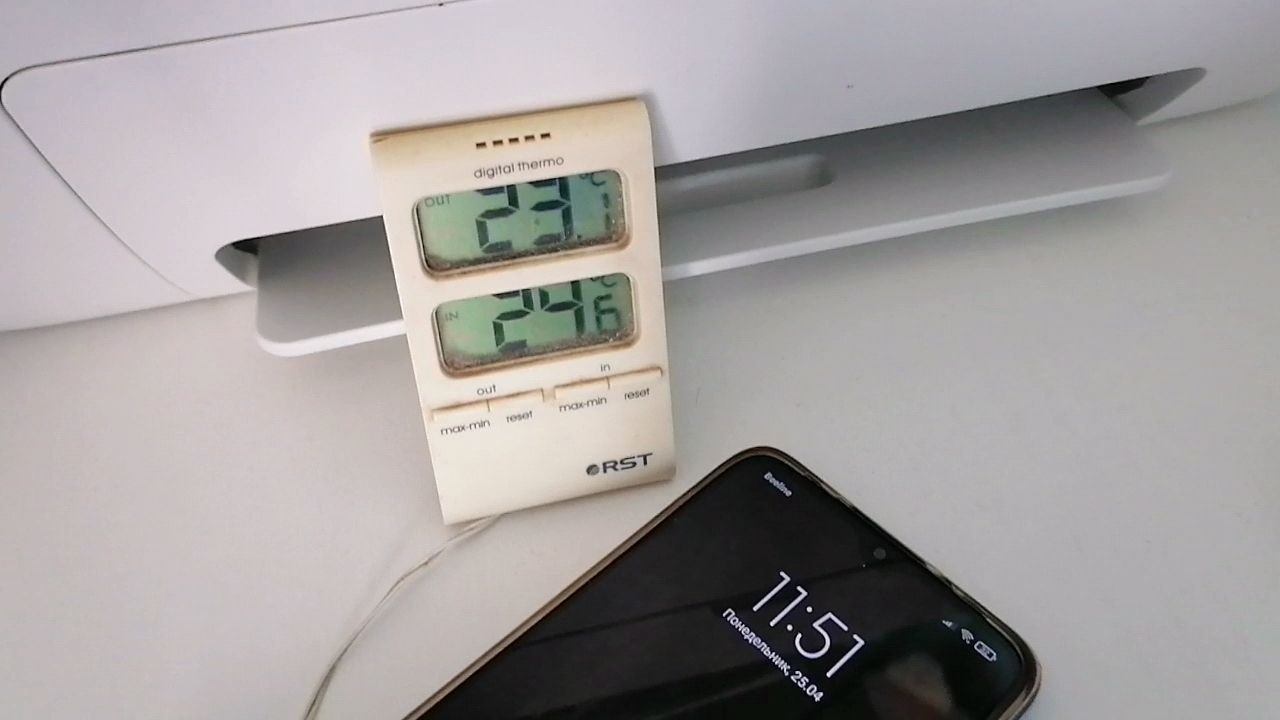 digital thermo
OUT 23.1 °C
IN 24.6 °C
out in
max-min reset max-min reset
RST
Beeline
11:51
Понедельник, 25.04